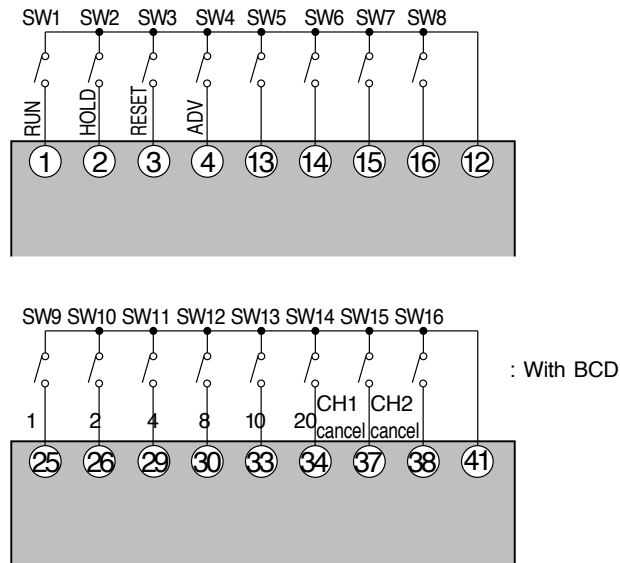 SW1 SW2 SW3 SW4 SW5 SW6 SW7 SW8
RUN HOLD RESET ADV
1 2 3 4 13 14 15 16 12
SW9 SW10 SW11 SW12 SW13 SW14 SW15 SW16
: With BCD
CH1 CH2
1 2 4 8 10 20 cancel cancel
25 26 29 30 33 34 37 38 41